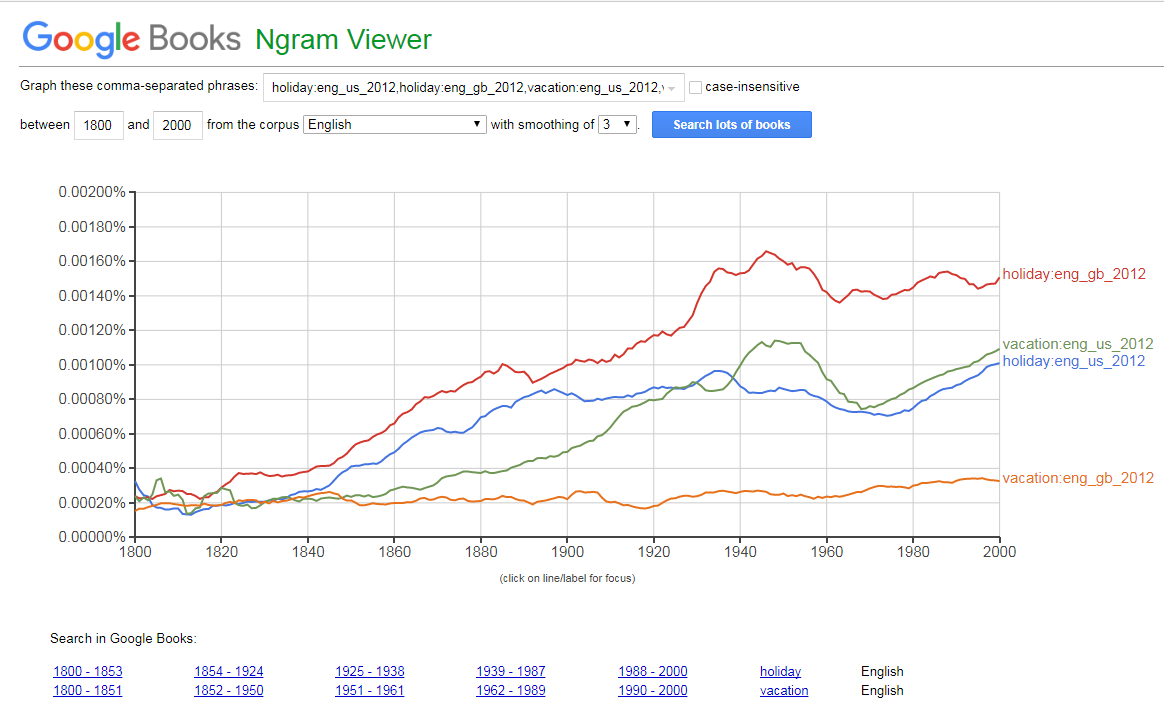 Google Books Ngram Viewer
Graph these comma-separated phrases: holiday:eng_us_2012,holiday:eng_gb_2012,vacation:eng_us_2012, case-insensitive
between 1800 and 2000 from the corpus English with smoothing of 3 . Search lots of books
0.00200%
0.00180%
0.00160%
0.00140%
0.00120%
0.00100%
0.00080%
0.00060%
0.00040%
0.00020%
0.00000%
holiday:eng_gb_2012
vacation:eng_us_2012
holiday:eng_us_2012
vacation:eng_gb_2012
1800 1820 1840 1860 1880 1900 1920 1940 1960 1980 2000
(click on line/label for focus)
Search in Google Books:
1800 - 1853 1854 - 1924 1925 - 1938 1939 - 1987 1988 - 2000 holiday English
1800 - 1851 1852 - 1950 1951 - 1961 1962 - 1989 1990 - 2000 vacation English